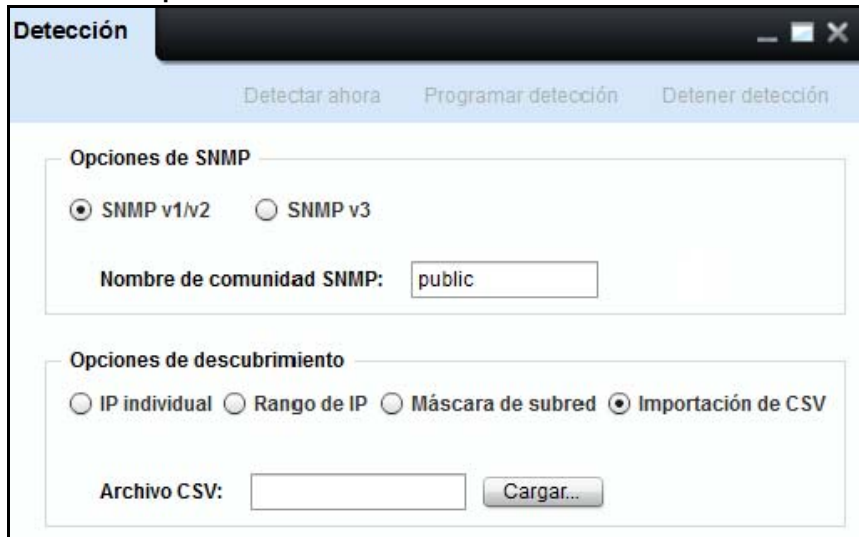 Detección
Detectar ahora Programar detección Detener detección
Opciones de SNMP
SNMP v1/v2 SNMP v3
Nombre de comunidad SNMP: public
Opciones de descubrimiento
IP individual Rango de IP Máscara de subred Importación de CSV
Archivo CSV: Cargar...